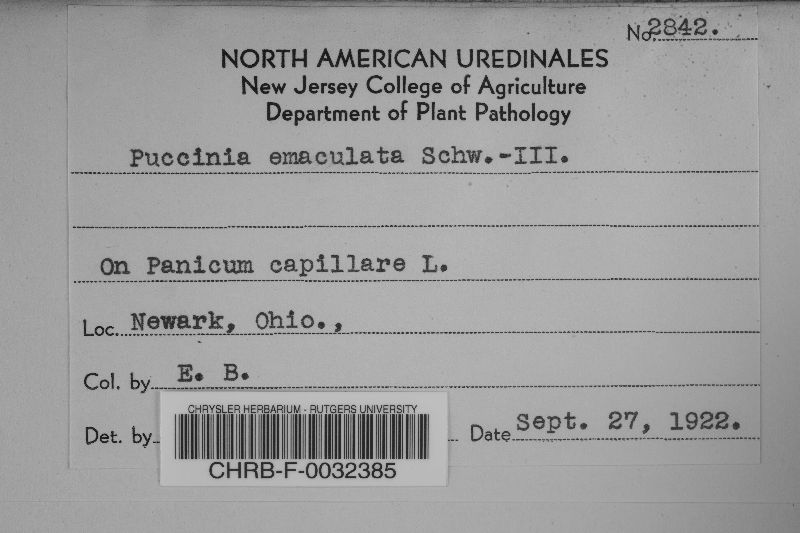 No. 2842.
NORTH AMERICAN UREDINALES
New Jersey College of Agriculture
Department of Plant Pathology
Puccinia emaculata Schw.-III.
On Panicum capillare L.
Loc. Newark, Ohio.,
Col. by E. B.
Det. by
Date Sept. 27, 1922.
CHRYSLER HERBARIUM - RUTGERS UNIVERSITY
CHRB-F-0032385